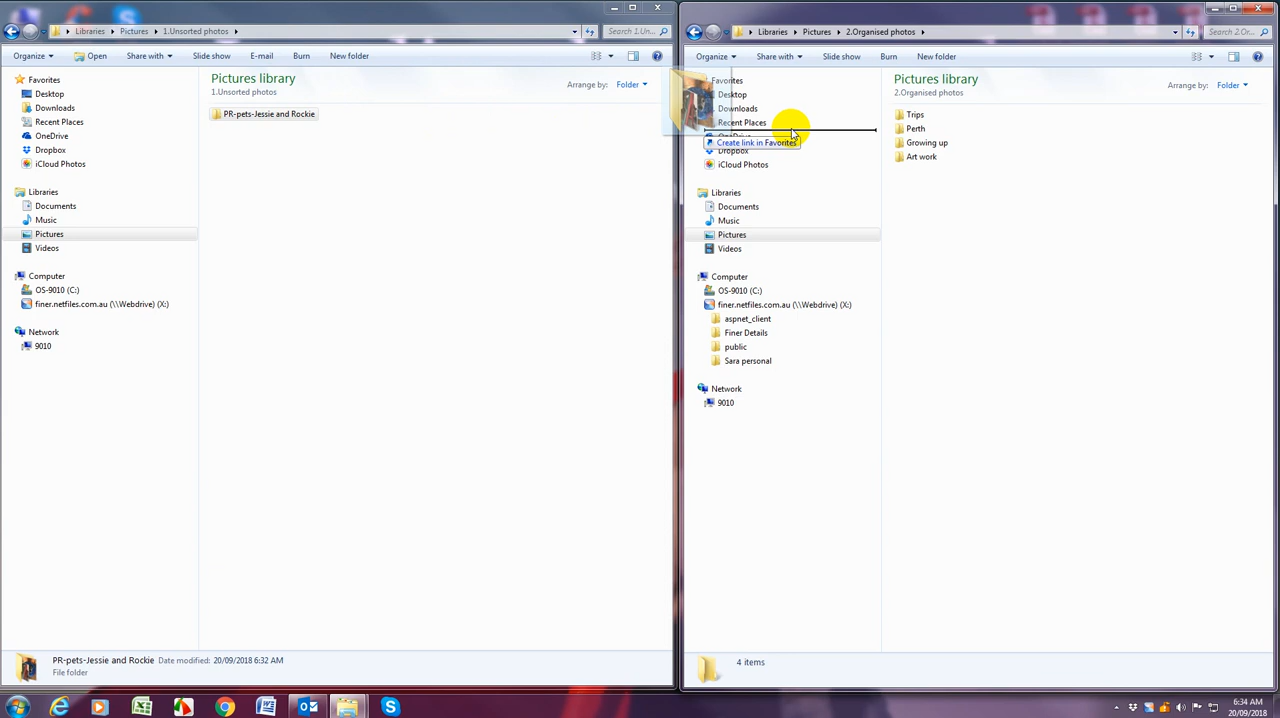 Libraries Pictures 1.Unsorted photos
Search 1.Un...
Organize Open Share with Slide show E-mail Burn New folder
Favorites
Desktop
Downloads
Recent Places
OneDrive
Dropbox
iCloud Photos
Libraries
Documents
Music
Pictures
Videos
Computer
OS-9010 (C:)
finer.netfiles.com.au (\\Webdrive) (X:)
Network
9010
Pictures library
1.Unsorted photos
Arrange by: Folder
PR-pets-Jessie and Rockie
PR-pets-Jessie and Rockie Date modified: 20/09/2018 6:32 AM
File folder
Libraries Pictures 2.Organised photos
Search 2.Or...
Organize Share with Slide show Burn New folder
Favorites
Desktop
Downloads
Recent Places
OneDrive
Create link in Favorites
Dropbox
iCloud Photos
Libraries
Documents
Music
Pictures
Videos
Computer
OS-9010 (C:)
finer.netfiles.com.au (\\Webdrive) (X:)
aspnet_client
Finer Details
public
Sara personal
Network
9010
Pictures library
2.Organised photos
Arrange by: Folder
Trips
Perth
Growing up
Art work
4 items
6:34 AM
20/09/2018